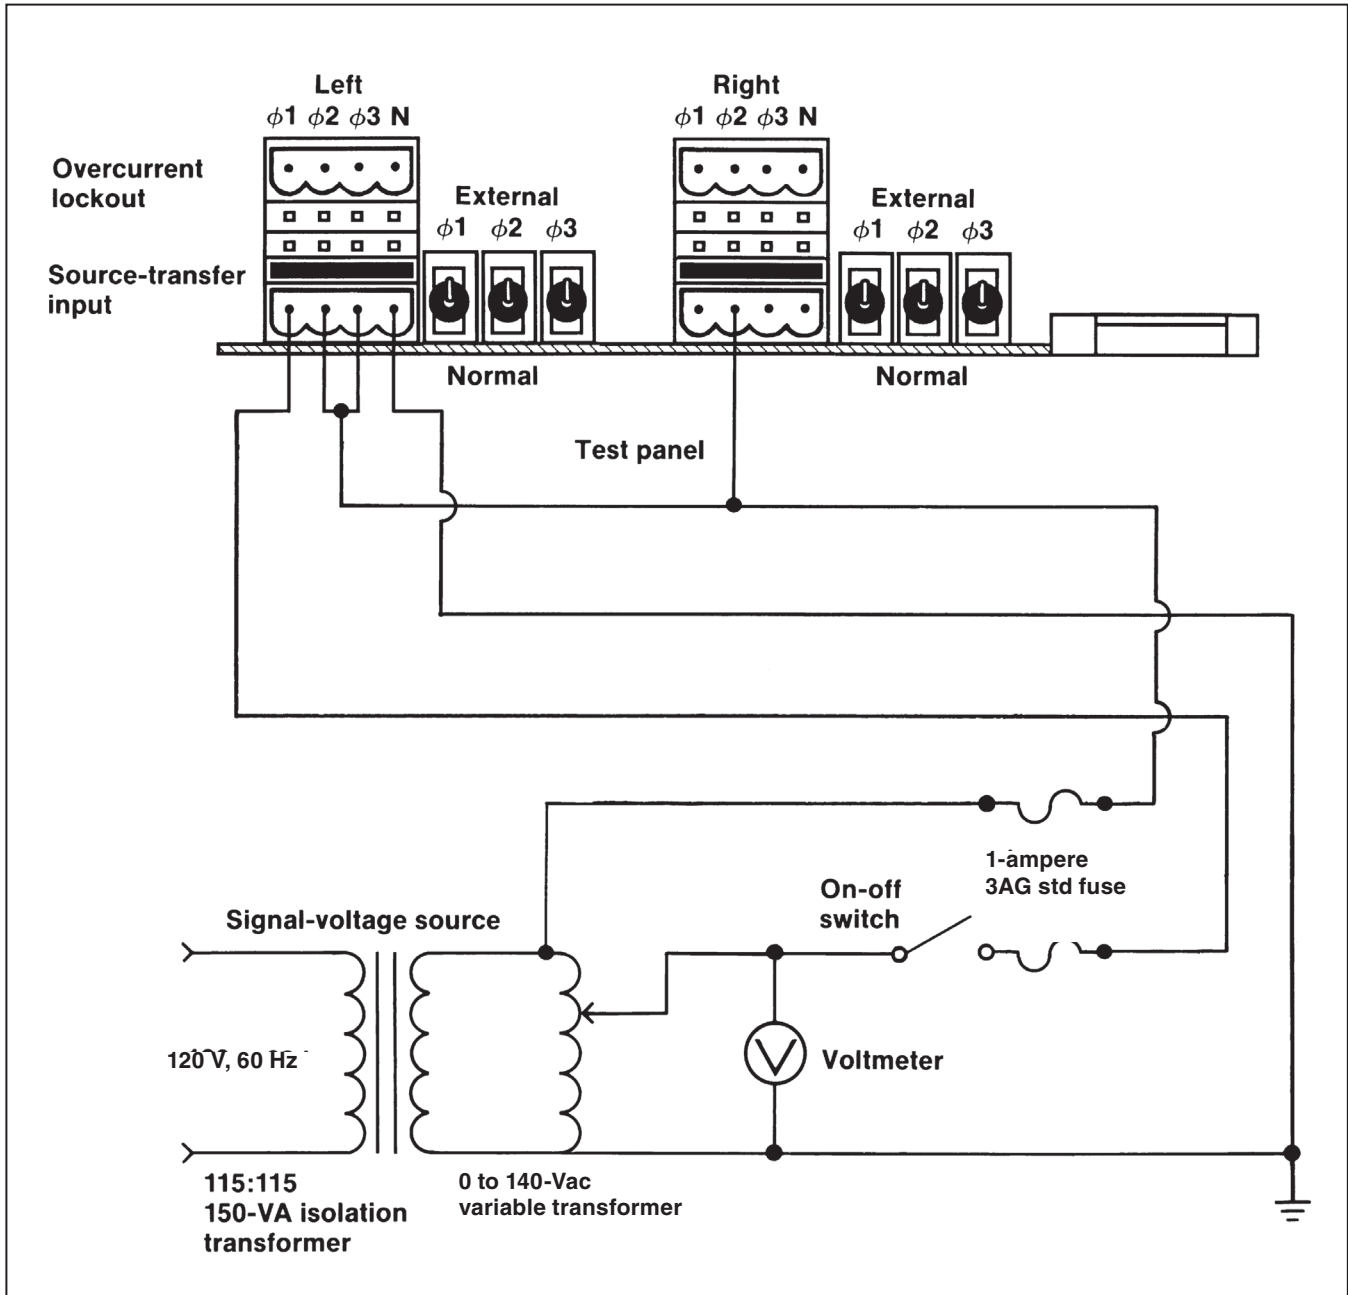 Left
ϕ1 ϕ2 ϕ3 N
Right
ϕ1 ϕ2 ϕ3 N
Overcurrent
lockout
External
ϕ1 ϕ2 ϕ3
External
ϕ1 ϕ2 ϕ3
Source-transfer
input
Normal
Normal
Test panel
1-ampere
3AG std fuse
On-off
switch
Signal-voltage source
120 V, 60 Hz
V
Voltmeter
115:115
150-VA isolation
transformer
0 to 140-Vac
variable transformer